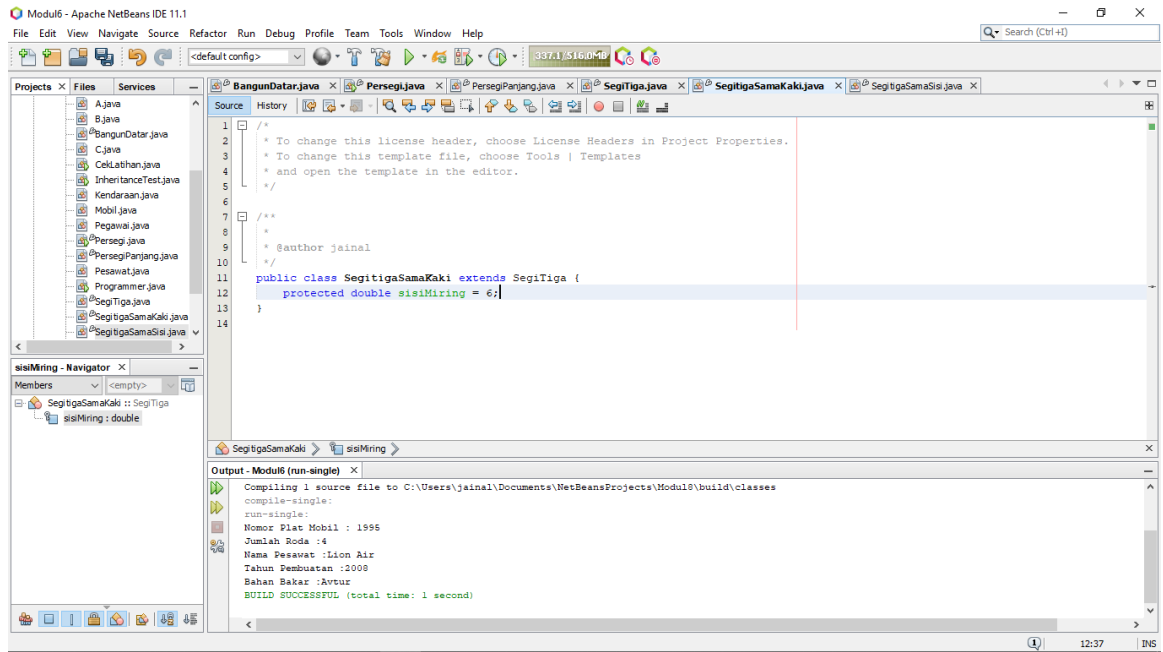 Modul6 - Apache NetBeans IDE 11.1
File Edit View Navigate Source Refactor Run Debug Profile Team Tools Window Help
Search (Ctrl+I)
<default config>
337.1/516.0MB
Projects Files Services
BangunDatar.java Persegi.java PersegiPanjang.java SegiTiga.java SegitigaSamaKaki.java SegitigaSamaSisi.java
A.java
B.java
BangunDatar.java
C.java
CekLatihan.java
InheritanceTest.java
Kendaraan.java
Mobil.java
Pegawai.java
Persegi.java
PersegiPanjang.java
Pesawat.java
Programmer.java
SegiTiga.java
SegitigaSamaKaki.java
SegitigaSamaSisi.java
Source History
1 /*
2 * To change this license header, choose License Headers in Project Properties.
3 * To change this template file, choose Tools | Templates
4 * and open the template in the editor.
5 */
6
7 /**
8 *
9 * @author jainal
10 */
11 public class SegitigaSamaKaki extends SegiTiga {
12 protected double sisiMiring = 6;
13 }
14
sisiMiring - Navigator
Members <empty>
SegitigaSamaKaki :: SegiTiga
sisiMiring : double
SegitigaSamaKaki sisiMiring
Output - Modul6 (run-single)
Compiling 1 source file to C:\Users\jainal\Documents\NetBeansProjects\Modul8\build\classes
compile-single:
run-single:
Nomor Plat Mobil : 1995
Jumlah Roda :4
Nama Pesawat :Lion Air
Tahun Pembuatan :2008
Bahan Bakar :Avtur
BUILD SUCCESSFUL (total time: 1 second)
1 12:37 INS